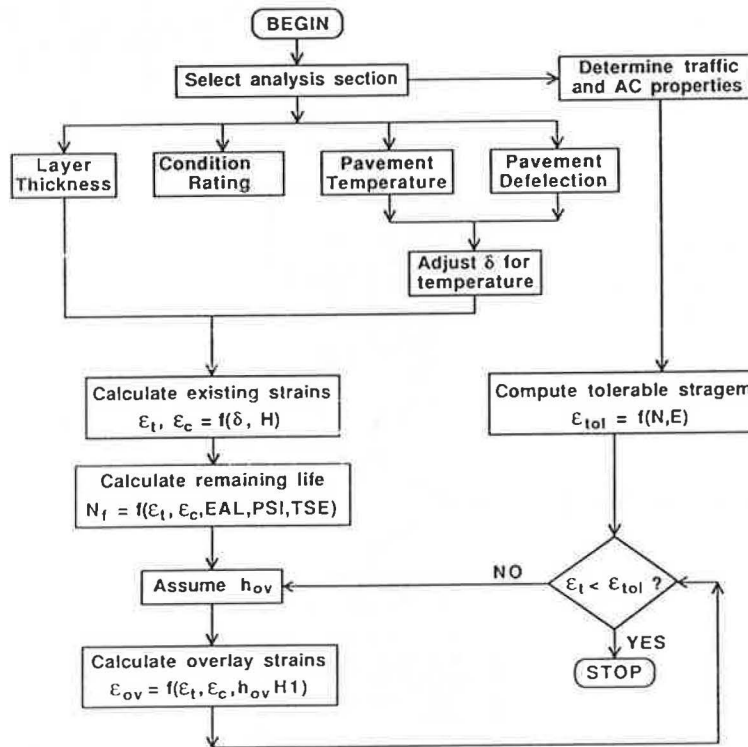 BEGIN
Select analysis section
Determine traffic
and AC properties
Layer
Thickness
Condition
Rating
Pavement
Temperature
Pavement
Defelection
Adjust δ for
temperature
Calculate existing strains
εt, εc = f(δ, H)
Compute tolerable stragem
εtol = f(N,E)
Calculate remaining life
Nf = f(εt, εc,EAL,PSI,TSE)
Assume hov
NO
εt < εtol ?
YES
STOP
Calculate overlay strains
εov = f(εt,εc,hov H1)